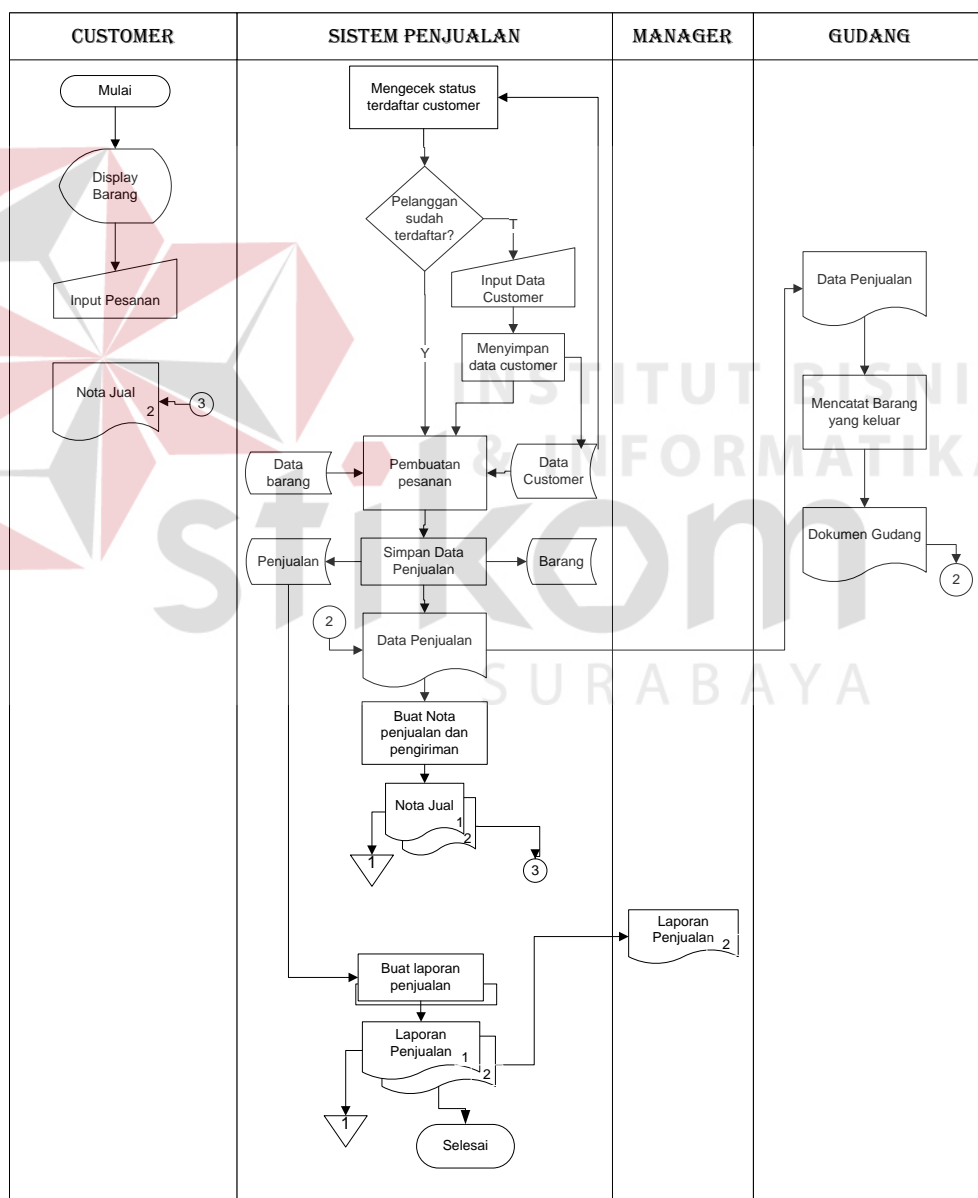 CUSTOMER
SISTEM PENJUALAN
MANAGER
GUDANG
Mulai
Display
Barang
Input Pesanan
Nota Jual
2
3
Mengecek status
terdaftar customer
Pelanggan
sudah
terdaftar?
T
Y
Input Data
Customer
Menyimpan
data customer
Data
barang
Pembuatan
pesanan
Data
Customer
Penjualan
Simpan Data
Penjualan
Barang
2
Data Penjualan
Buat Nota
penjualan dan
pengiriman
Nota Jual
1
2
1
3
Buat laporan
penjualan
Laporan
Penjualan
1
2
1
Selesai
Laporan
Penjualan
2
Data Penjualan
Mencatat Barang
yang keluar
Dokumen Gudang
2
INSTITUT BISNI
& INFORMATIKA
stikom
SURABAYA